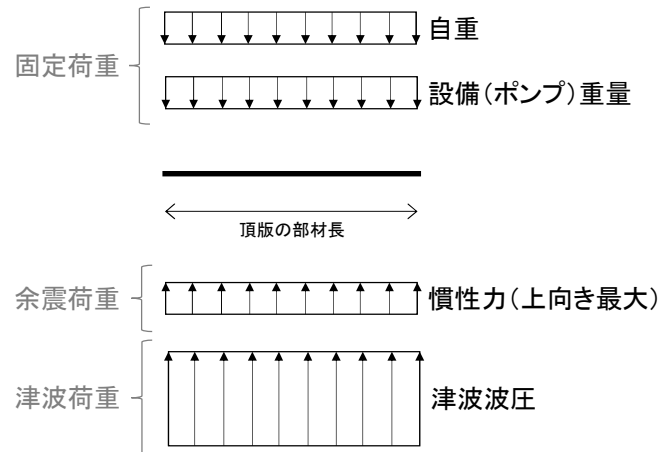 自重
固定荷重
設備(ポンプ)重量
頂版の部材長
余震荷重
慣性力(上向き最大)
津波荷重
津波波圧